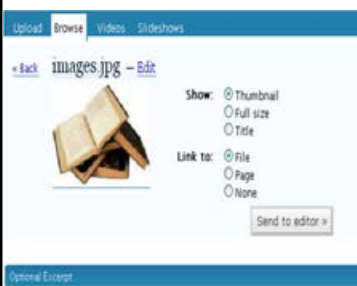 Upload Browse Videos Slideshows
« Back images.jpg – Edit
Show: Thumbnail
Full size
Title
Link to: File
Page
None
Send to editor »
Optional Excerpt